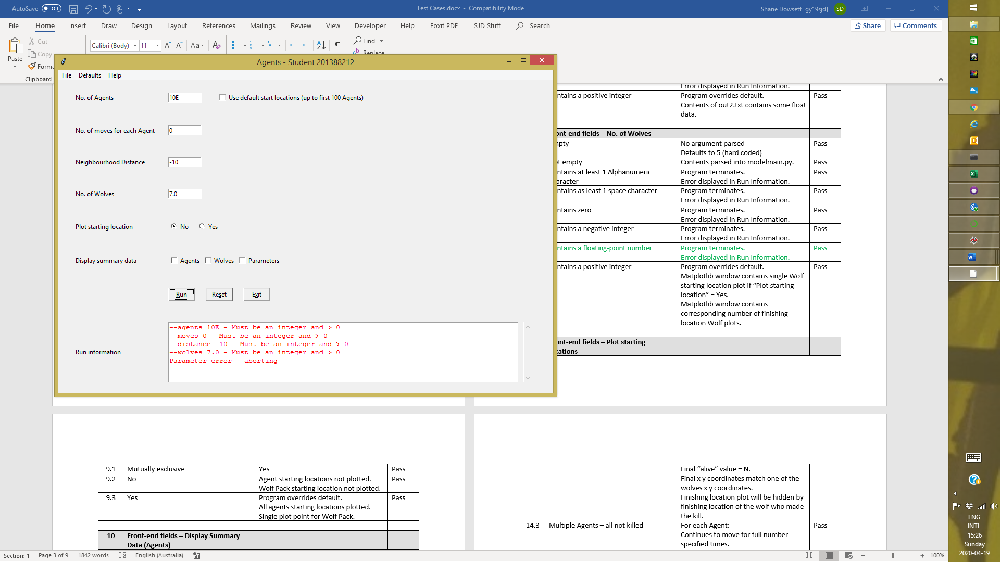 AutoSave Off
Test Cases.docx - Compatibility Mode
Shane Dowsett [gy19sjd] SD
File Home Insert Draw Design Layout References Mailings Review View Developer Help Foxit PDF SJD Stuff Search Share Comments
Paste
Cut
Copy
Forma
Clipboard
Calibri (Body) 11
Find
Replace
Agents - Student 201388212
File Defaults Help
No. of Agents 10E Use default start locations (up to first 100 Agents)
No. of moves for each Agent 0
Neighbourhood Distance -10
No. of Wolves 7.0
Plot starting location No Yes
Display summary data Agents Wolves Parameters
Run Reset Exit
Run information
--agents 10E - Must be an integer and > 0
--moves 0 - Must be an integer and > 0
--distance -10 - Must be an integer and > 0
--wolves 7.0 - Must be an integer and > 0
Parameter error - aborting
Error displayed in Run Information.
ntains a positive integer Program overrides default. Pass
Contents of out2.txt contains some float
data.
ont-end fields – No. of Wolves
npty No argument parsed Pass
Defaults to 5 (hard coded)
t empty Contents parsed into modelmain.py. Pass
ntains at least 1 Alphanumeric Program terminates. Pass
aracter Error displayed in Run Information.
ntains as least 1 space character Program terminates. Pass
Error displayed in Run Information.
ntains zero Program terminates. Pass
Error displayed in Run Information.
ntains a negative integer Program terminates. Pass
Error displayed in Run Information.
ntains a floating-point number Program terminates. Pass
Error displayed in Run Information.
ntains a positive integer Program overrides default. Pass
Matplotlib window contains single Wolf
starting location plot if “Plot starting
location” = Yes.
Matplotlib window contains
corresponding number of finishing
location Wolf plots.
ont-end fields – Plot starting
cations
9.1 Mutually exclusive Yes Pass
9.2 No Agent starting locations not plotted. Pass
Wolf Pack starting location not plotted.
9.3 Yes Program overrides default. Pass
All agents starting locations plotted.
Single plot point for Wolf Pack.
10 Front-end fields – Display Summary
Data (Agents)
Final “alive” value = N.
Final x y coordinates match one of the
wolves x y coordinates.
Finishing location plot will be hidden by
finishing location of the wolf who made
the kill.
14.3 Multiple Agents – all not killed For each Agent: Pass
Continues to move for full number
specified times.
Section: 1 Page 3 of 9 1842 words English (Australia) 100%
ENG
INTL
15:26
Sunday
2020-04-19